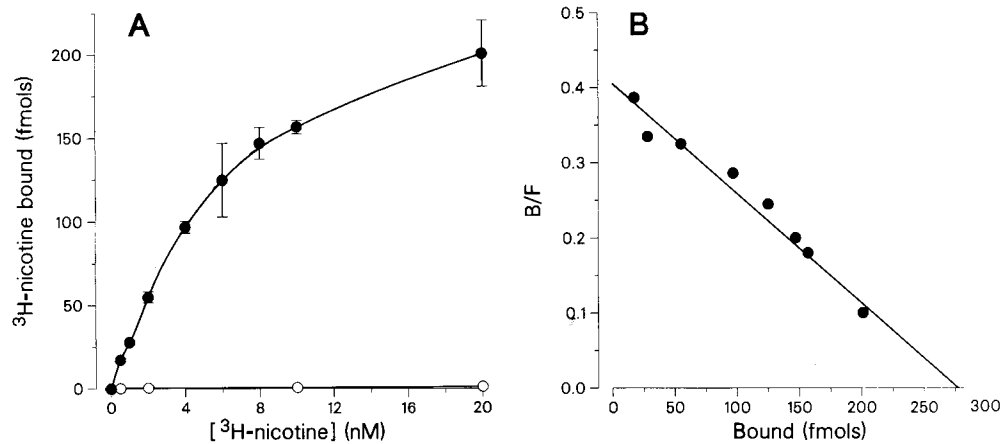 A
200
150
100
50
0
³H-nicotine bound (fmols)
0 4 8 12 16 20
[³H-nicotine] (nM)
B
0.5
0.4
0.3
0.2
0.1
0.0
B/F
0 50 100 150 200 250 300
Bound (fmols)